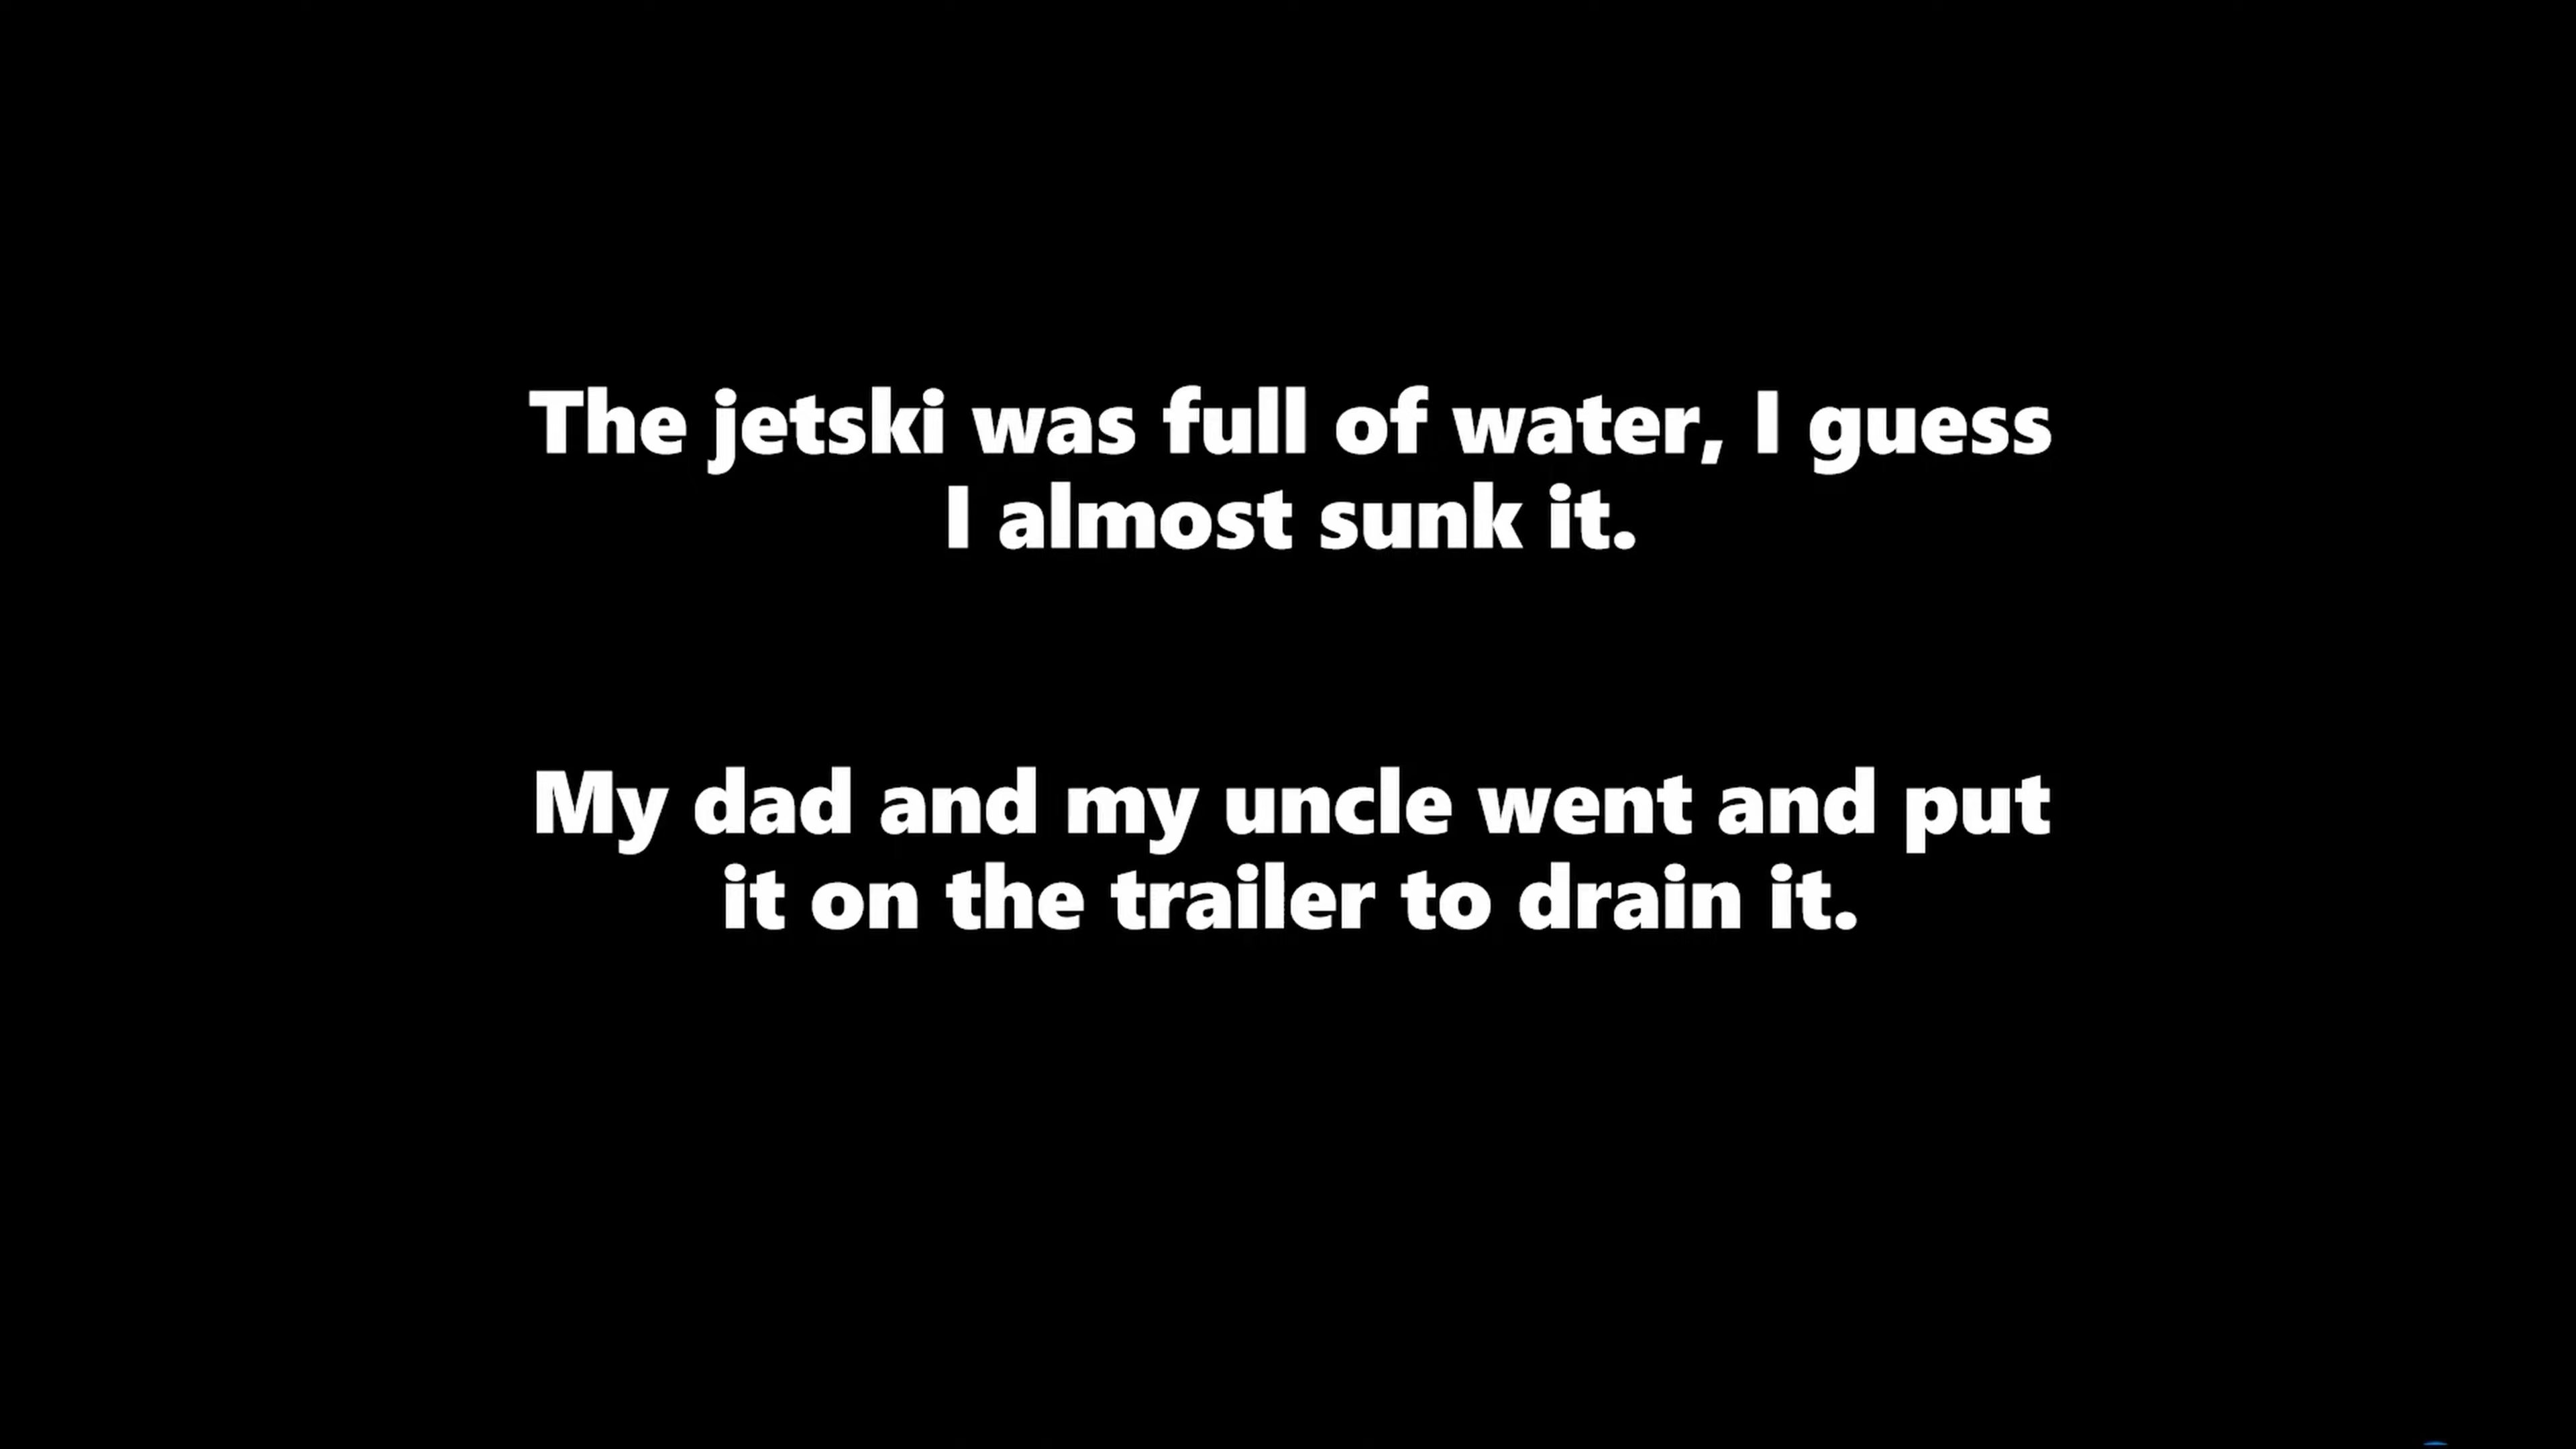 The jetski was full of water, I guess
I almost sunk it.
My dad and my uncle went and put
it on the trailer to drain it.